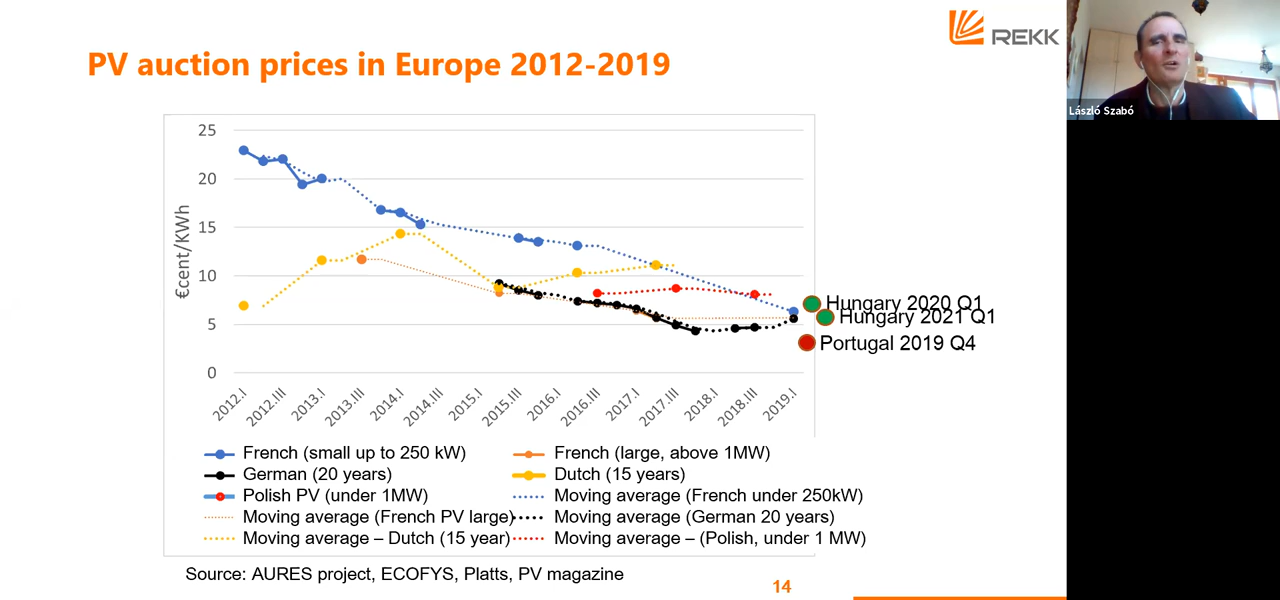 REKK
László Szabó
PV auction prices in Europe 2012-2019
€cent/KWh
25
20
15
10
5
0
2012.I
2012.III
2013.I
2013.III
2014.I
2014.III
2015.I
2015.III
2016.I
2016.III
2017.I
2017.III
2018.I
2018.III
2019.I
Hungary 2020 Q1
Hungary 2021 Q1
Portugal 2019 Q4
French (small up to 250 kW) French (large, above 1MW)
German (20 years) Dutch (15 years)
Polish PV (under 1MW) Moving average (French under 250kW)
Moving average (French PV large) Moving average (German 20 years)
Moving average – Dutch (15 year) Moving average – (Polish, under 1 MW)
Source: AURES project, ECOFYS, Platts, PV magazine
14